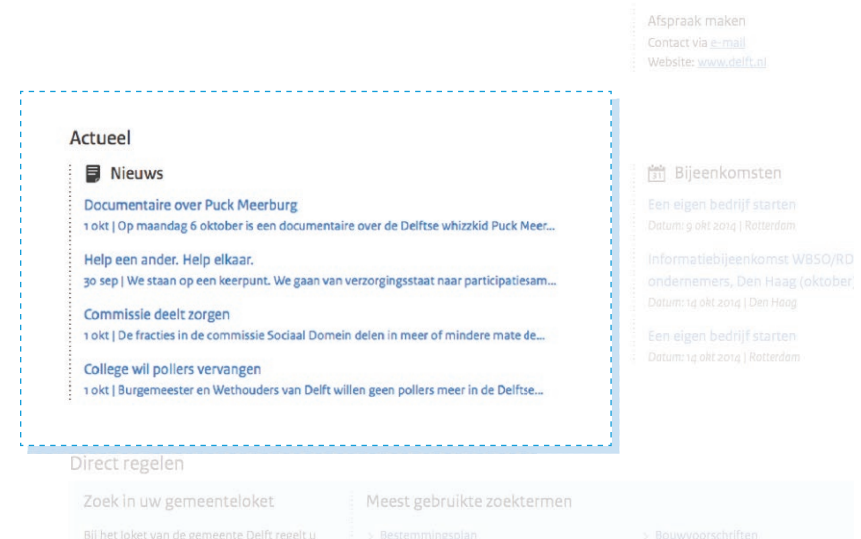 Afspraak maken
Contact via e-mail
Website: www.delft.nl
Actueel
Nieuws
Documentaire over Puck Meerburg
1 okt | Op maandag 6 oktober is een documentaire over de Delftse whizzkid Puck Meer...
Help een ander. Help elkaar.
30 sep | We staan op een keerpunt. We gaan van verzorgingsstaat naar participatiesam...
Commissie deelt zorgen
1 okt | De fracties in de commissie Sociaal Domein delen in meer of mindere mate de...
College wil pollers vervangen
1 okt | Burgemeester en Wethouders van Delft willen geen pollers meer in de Delftse...
31 Bijeenkomsten
Een eigen bedrijf starten
Datum: 9 okt 2014 | Rotterdam
Informatiebijeenkomst WBSO/RD
ondernemers, Den Haag (oktober)
Datum: 14 okt 2014 | Den Haag
Een eigen bedrijf starten
Datum: 14 okt 2014 | Rotterdam
Direct regelen
Zoek in uw gemeenteloket
Bij het loket van de gemeente Delft regelt u
Meest gebruikte zoektermen
> Bestemmingsplan
> Bouwvoorschriften